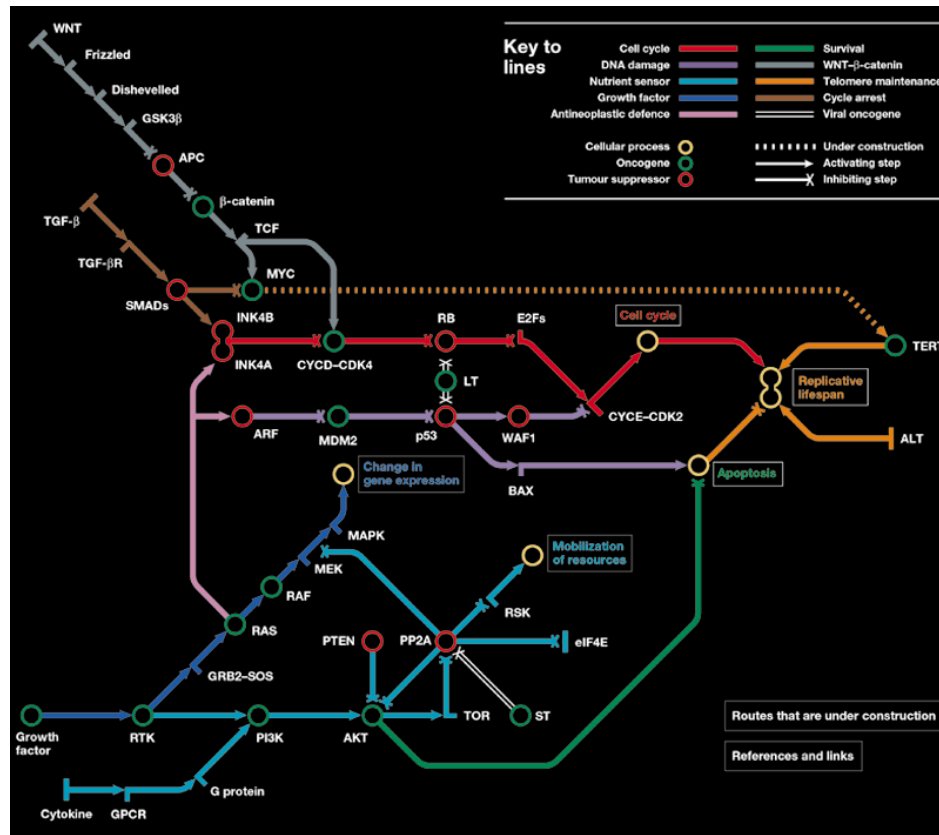 WNT
Frizzled
Dishevelled
GSK3β
APC
β-catenin
TCF
TGF-β
TGF-βR
SMADs
MYC
INK4B
INK4A
Key to
lines
Cell cycle
DNA damage
Nutrient sensor
Growth factor
Antineoplastic defence
Survival
WNT–β-catenin
Telomere maintenance
Cycle arrest
Viral oncogene
Cellular process
Oncogene
Tumour suppressor
Under construction
Activating step
Inhibiting step
CYCD–CDK4
RB
E2Fs
Cell cycle
TERT
LT
Replicative
lifespan
ARF
MDM2
p53
WAF1
CYCE–CDK2
ALT
BAX
Apoptosis
Change in
gene expression
MAPK
MEK
RAF
RAS
GRB2–SOS
Mobilization
of resources
RSK
PTEN
PP2A
eIF4E
Growth
factor
RTK
PI3K
AKT
TOR
ST
G protein
Cytokine
GPCR
Routes that are under construction
References and links